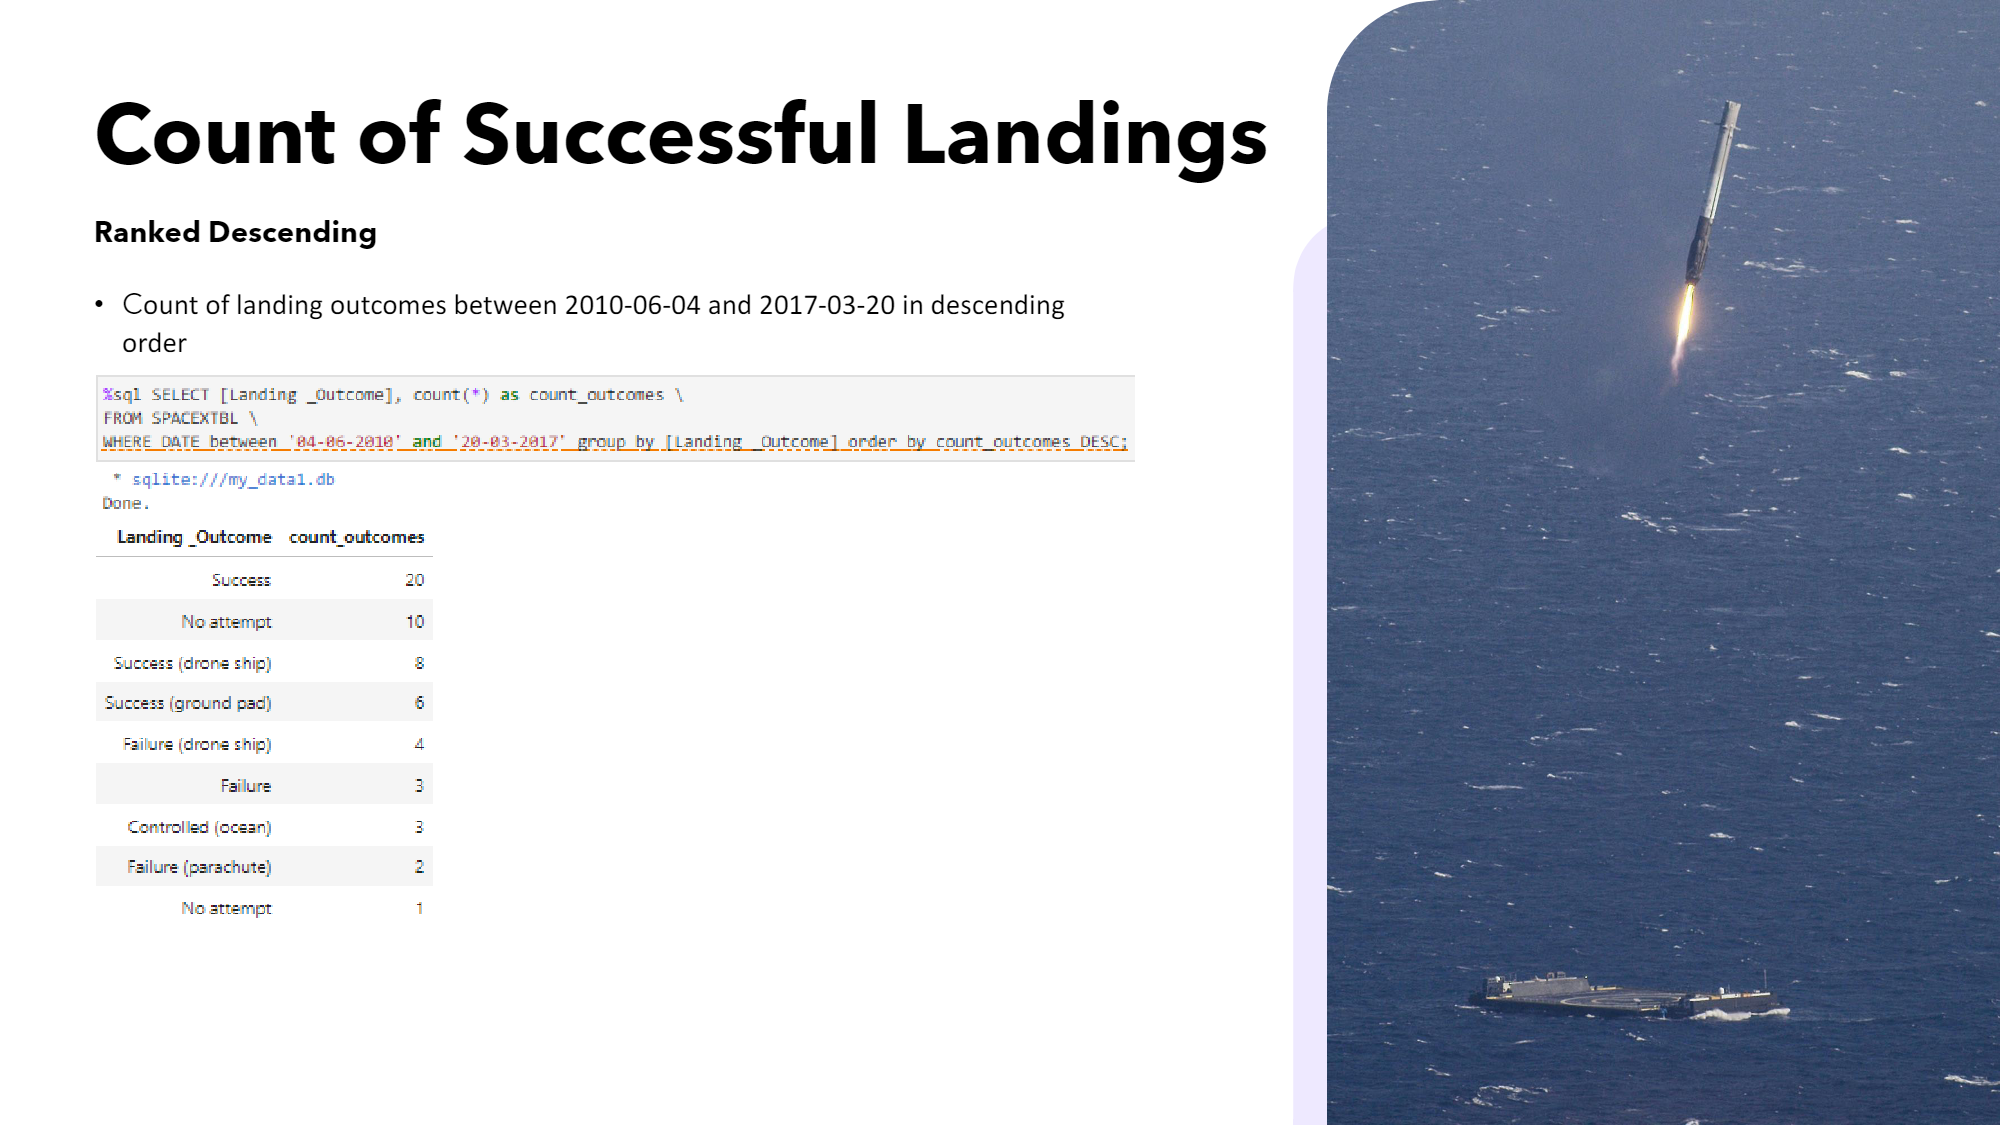 Count of Successful Landings
Ranked Descending
• Count of landing outcomes between 2010-06-04 and 2017-03-20 in descending
order
%sql SELECT [Landing _Outcome], count(*) as count_outcomes \
FROM SPACEXTBL \
WHERE DATE between '04-06-2010' and '20-03-2017' group by [Landing _Outcome] order by count_outcomes DESC;
* sqlite:///my_data1.db
Done.
Landing _Outcome count_outcomes
Success 20
No attempt 10
Success (drone ship) 8
Success (ground pad) 6
Failure (drone ship) 4
Failure 3
Controlled (ocean) 3
Failure (parachute) 2
No attempt 1